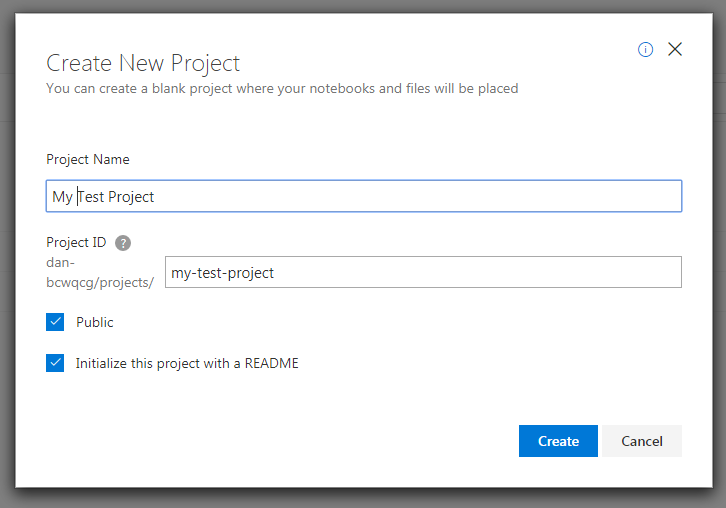 Create New Project
You can create a blank project where your notebooks and files will be placed
Project Name
My Test Project
Project ID ?
dan-
bcwqcg/projects/
my-test-project
Public
Initialize this project with a README
Create Cancel